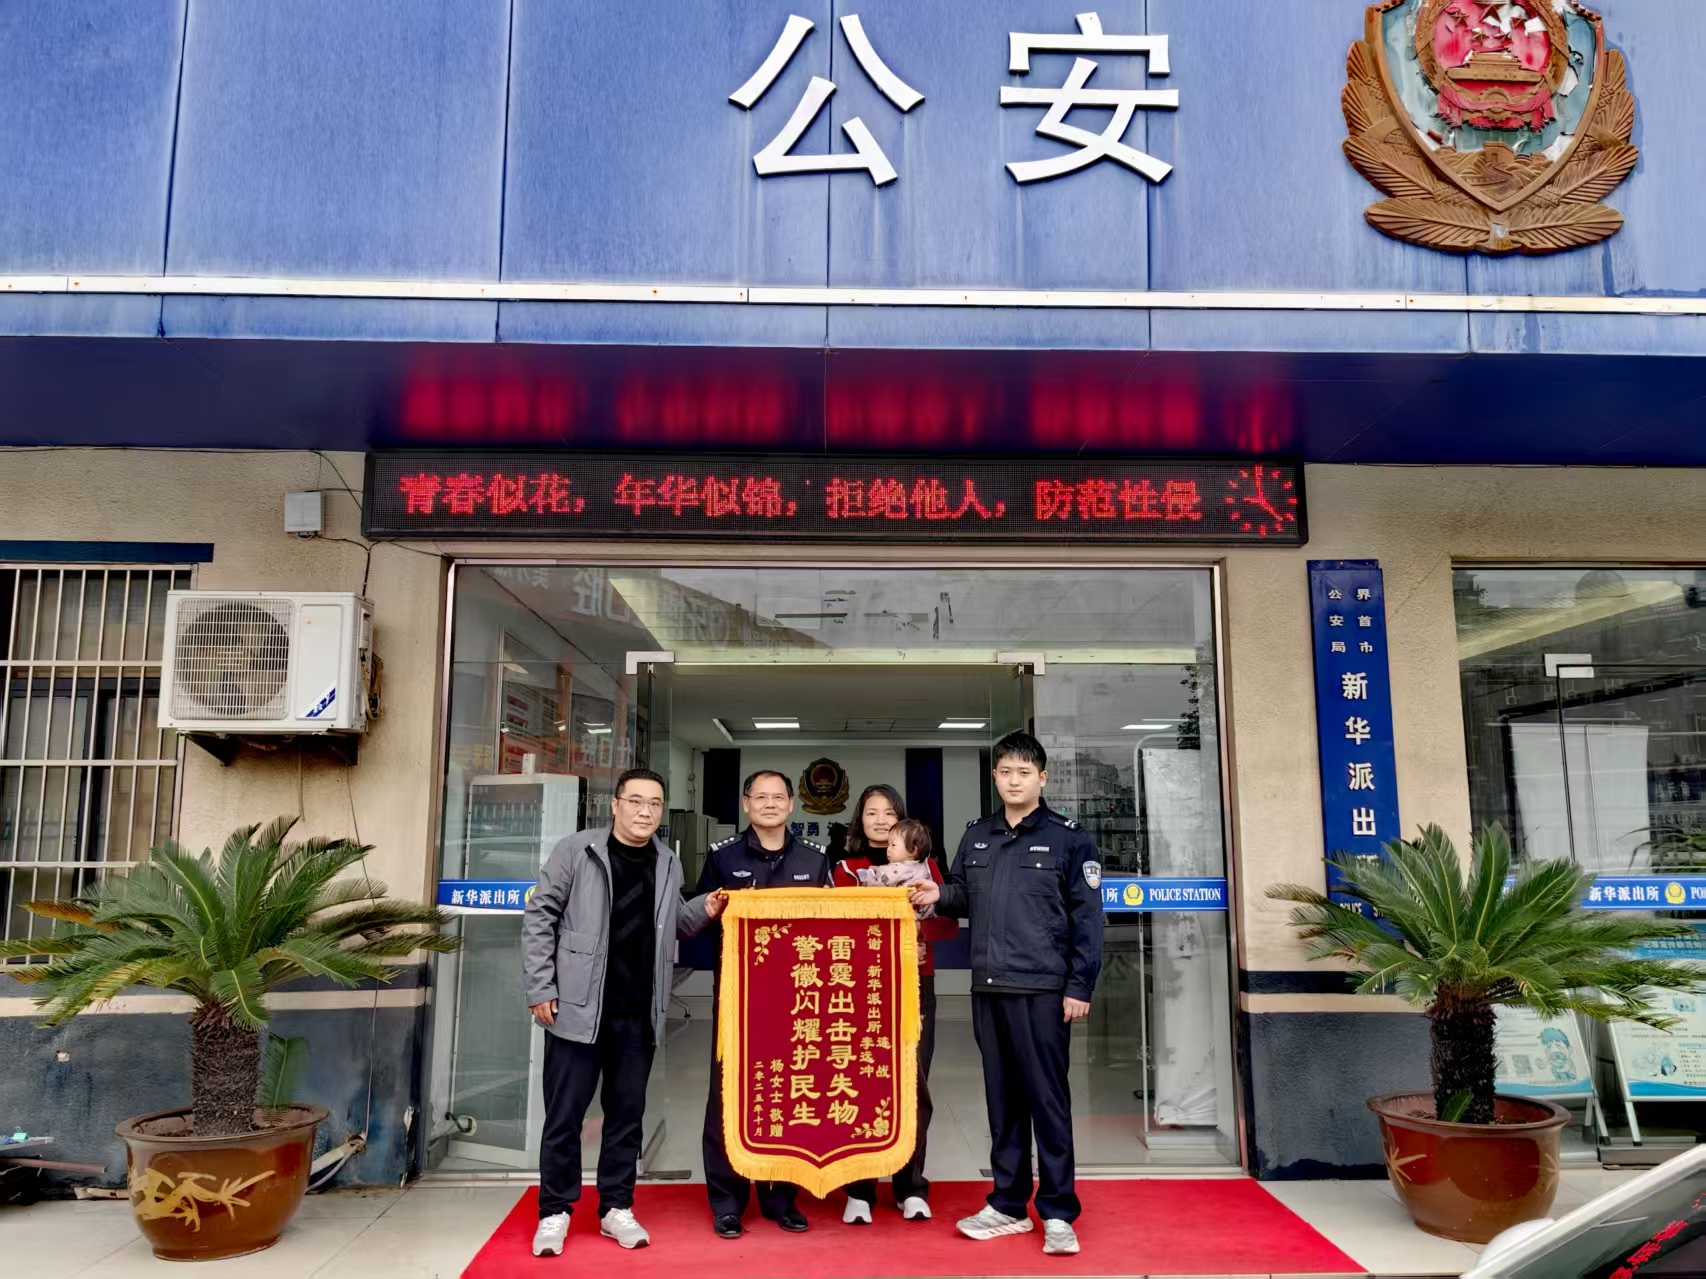 公安
青春似花，年华似锦，拒绝他人，防范性侵
界首市
公安局
新华派出
新华派出所
所 POLICE STATION
新华派出所
智勇
感谢：新华派出所 连战
李远冲
雷霆出击寻失物
警徽闪耀护民生
杨女士 敬赠
二零二五年十月